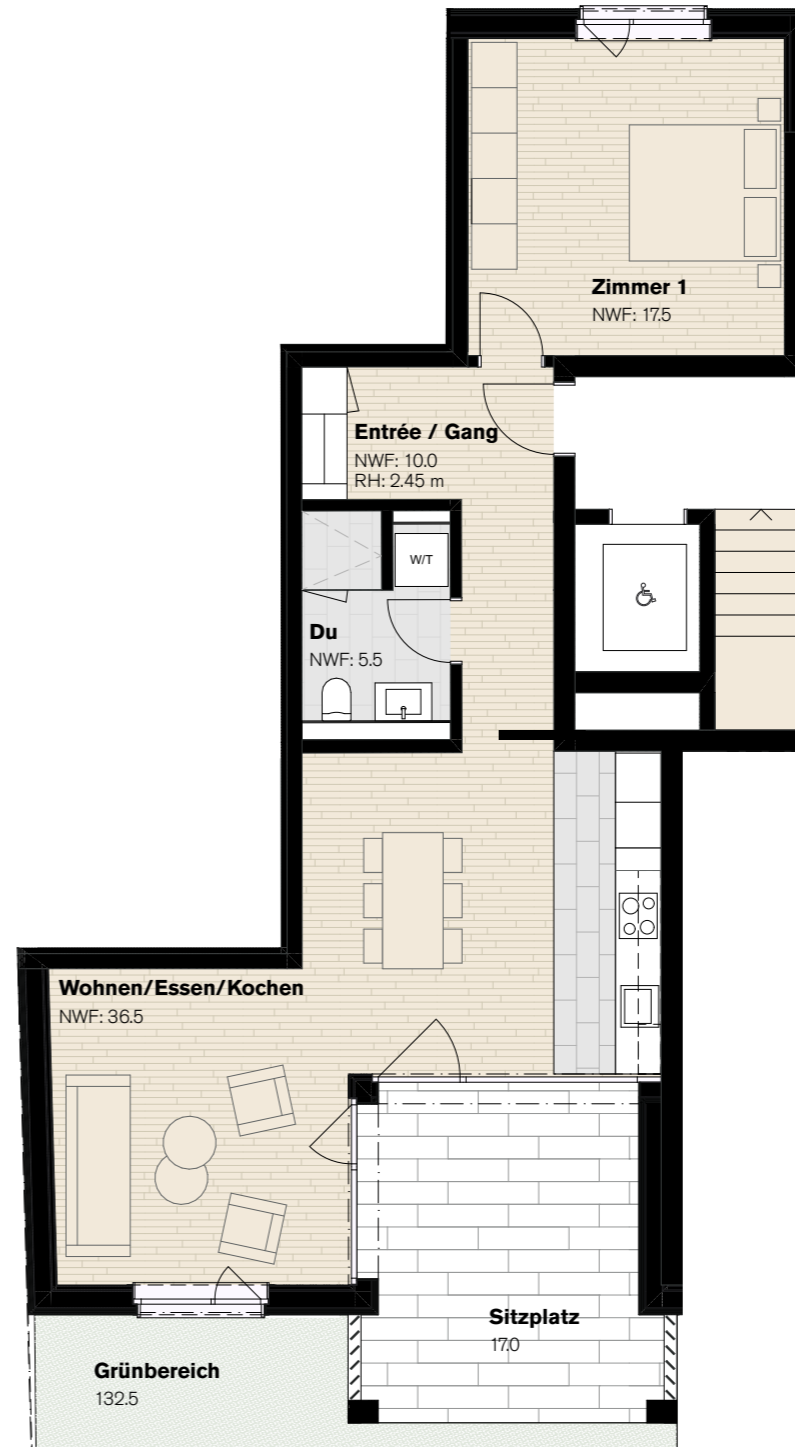 Zimmer 1
NWF: 17.5
Entrée / Gang
NWF: 10.0
RH: 2.45 m
W/T
Du
NWF: 5.5
Wohnen/Essen/Kochen
NWF: 36.5
Sitzplatz
17.0
Grünbereich
132.5